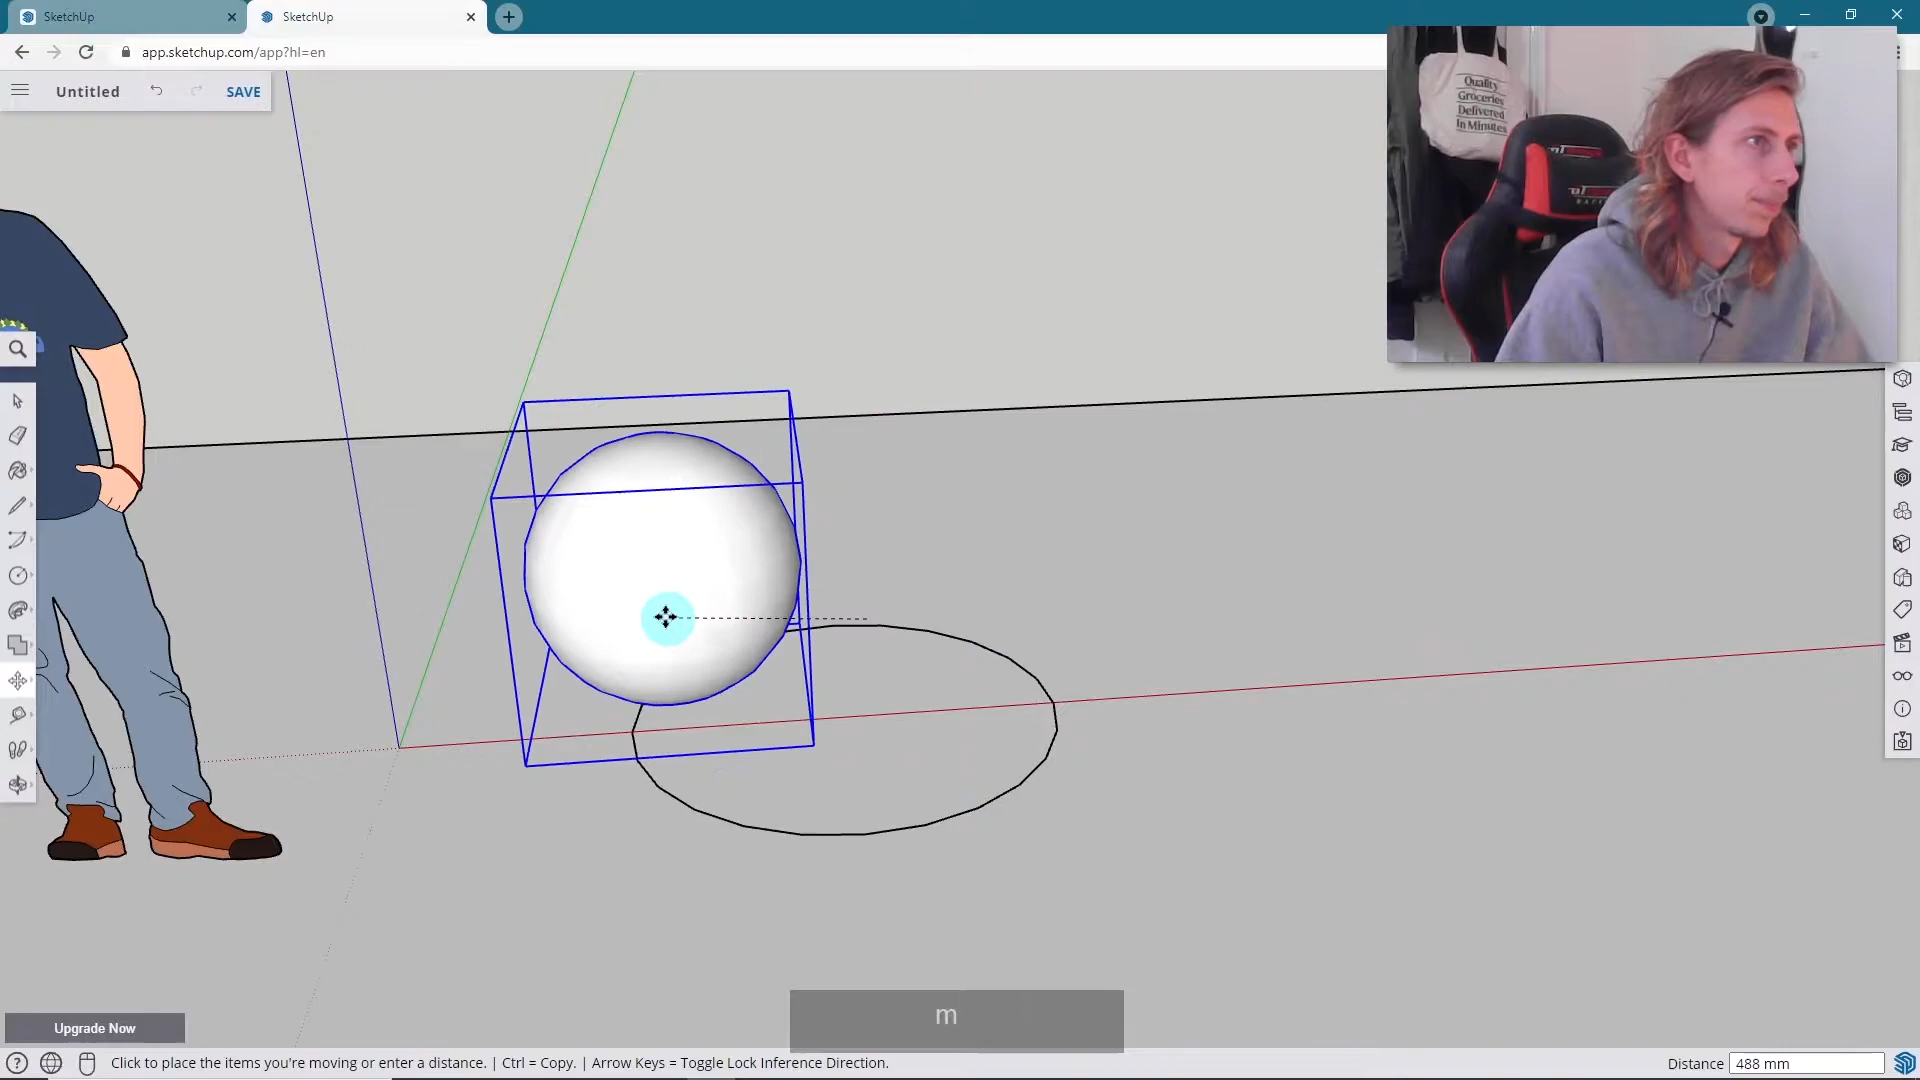 SketchUp
SketchUp
app.sketchup.com/app?hl=en
Untitled
SAVE
Quality
Groceries
Delivered
In Minutes
m
Upgrade Now
Click to place the items you're moving or enter a distance. | Ctrl = Copy. | Arrow Keys = Toggle Lock Inference Direction.
Distance
488 mm